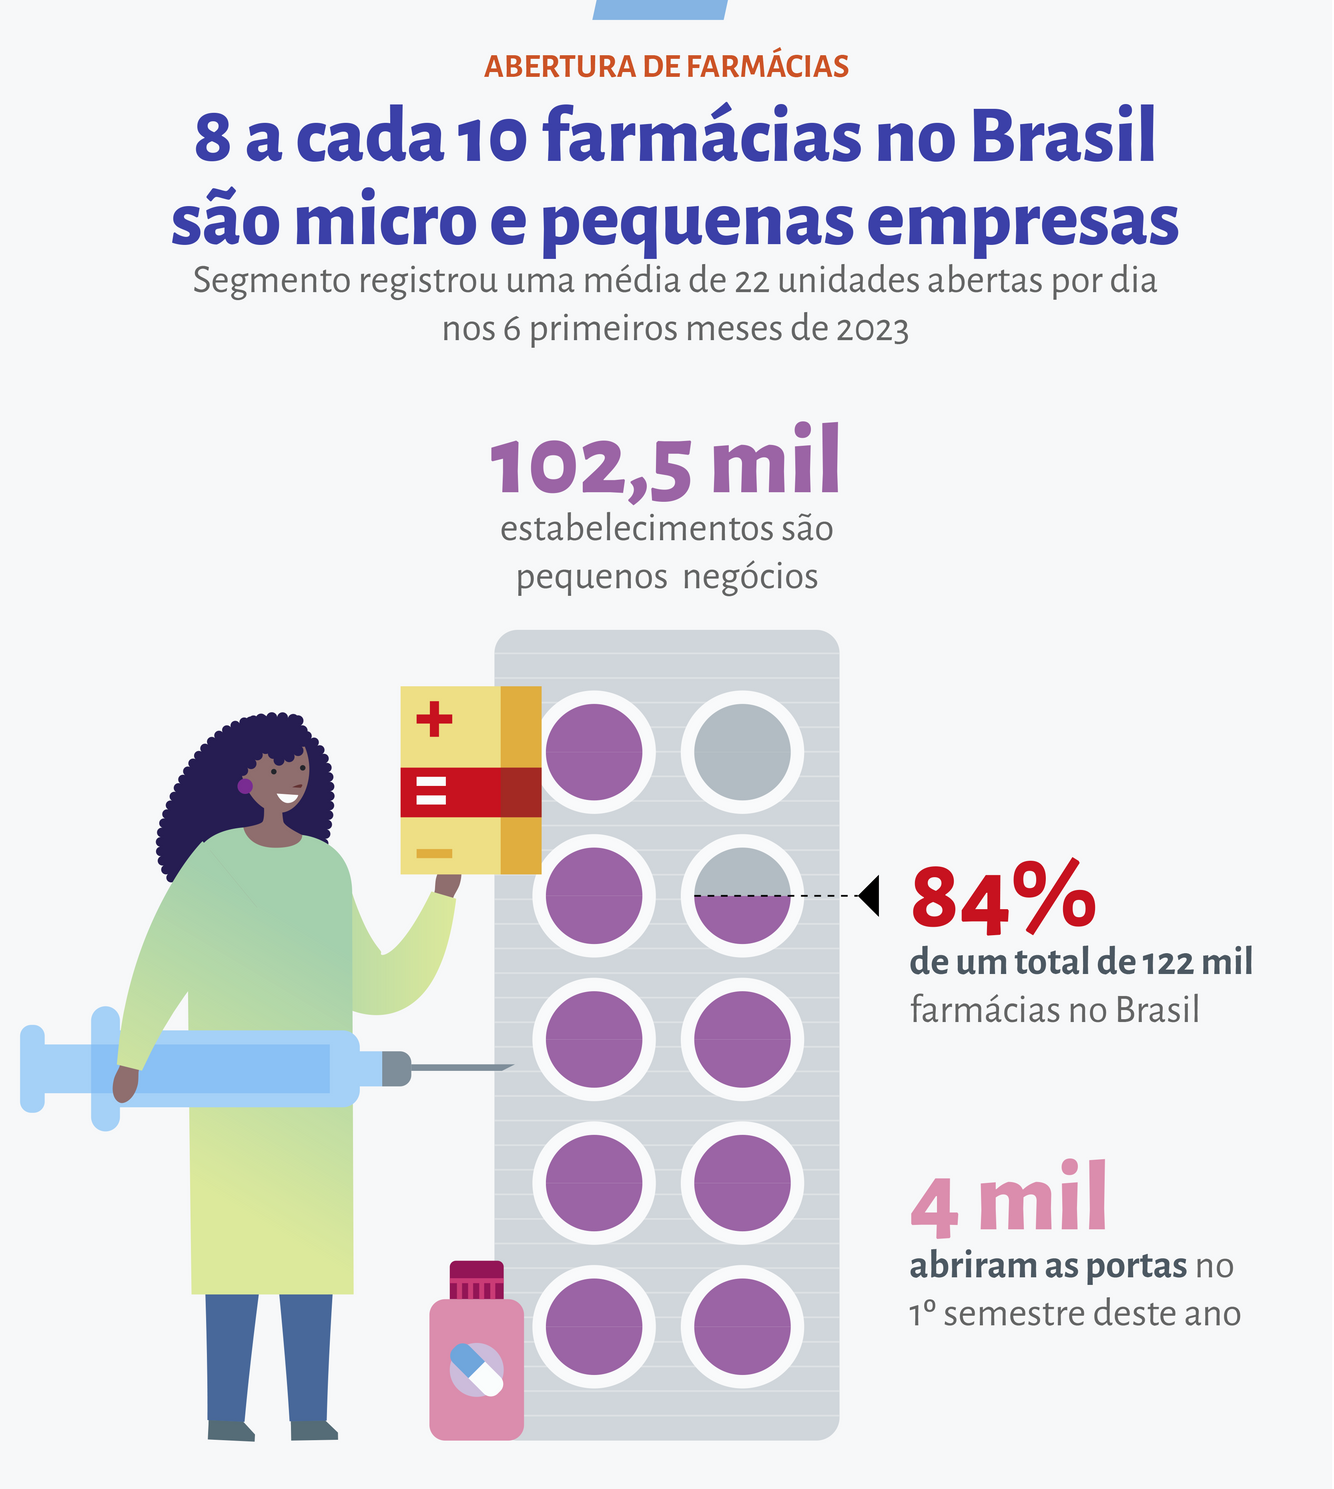 ABERTURA DE FARMÁCIAS
8 a cada 10 farmácias no Brasil
são micro e pequenas empresas
Segmento registrou uma média de 22 unidades abertas por dia
nos 6 primeiros meses de 2023
102,5 mil
estabelecimentos são
pequenos negócios
84%
de um total de 122 mil
farmácias no Brasil
4 mil
abriram as portas no
1º semestre deste ano